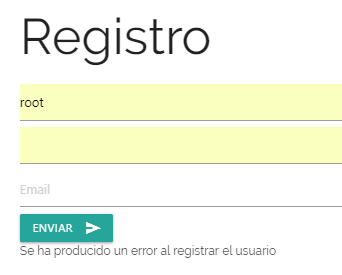 Registro
root
Email
ENVIAR
Se ha producido un error al registrar el usuario